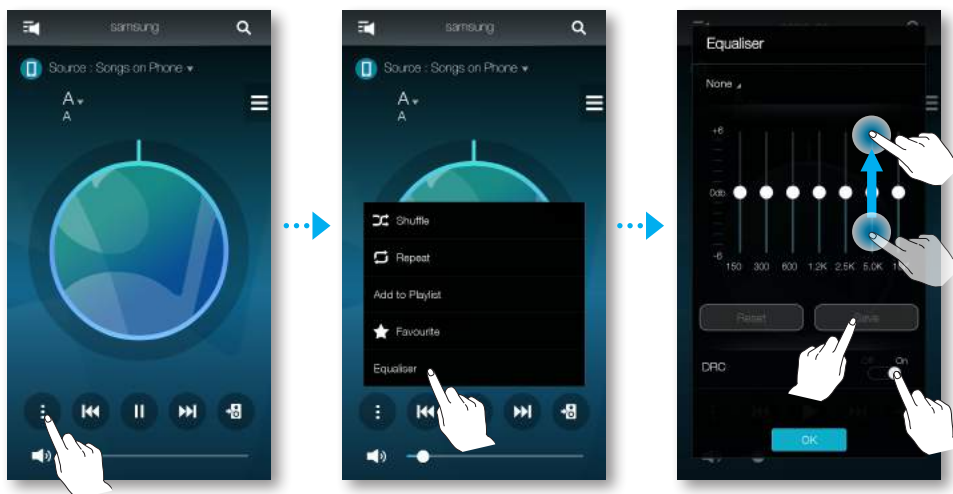 samsung
Source : Songs on Phone
A
A
samsung
Source : Songs on Phone
A
A
Shuffle
Repeat
Add to Playlist
Favourite
Equaliser
Equaliser
None
+6
0db
-6
150 300 600 1.2K 2.5K 5.0K
Reset Save
DRC Off On
OK